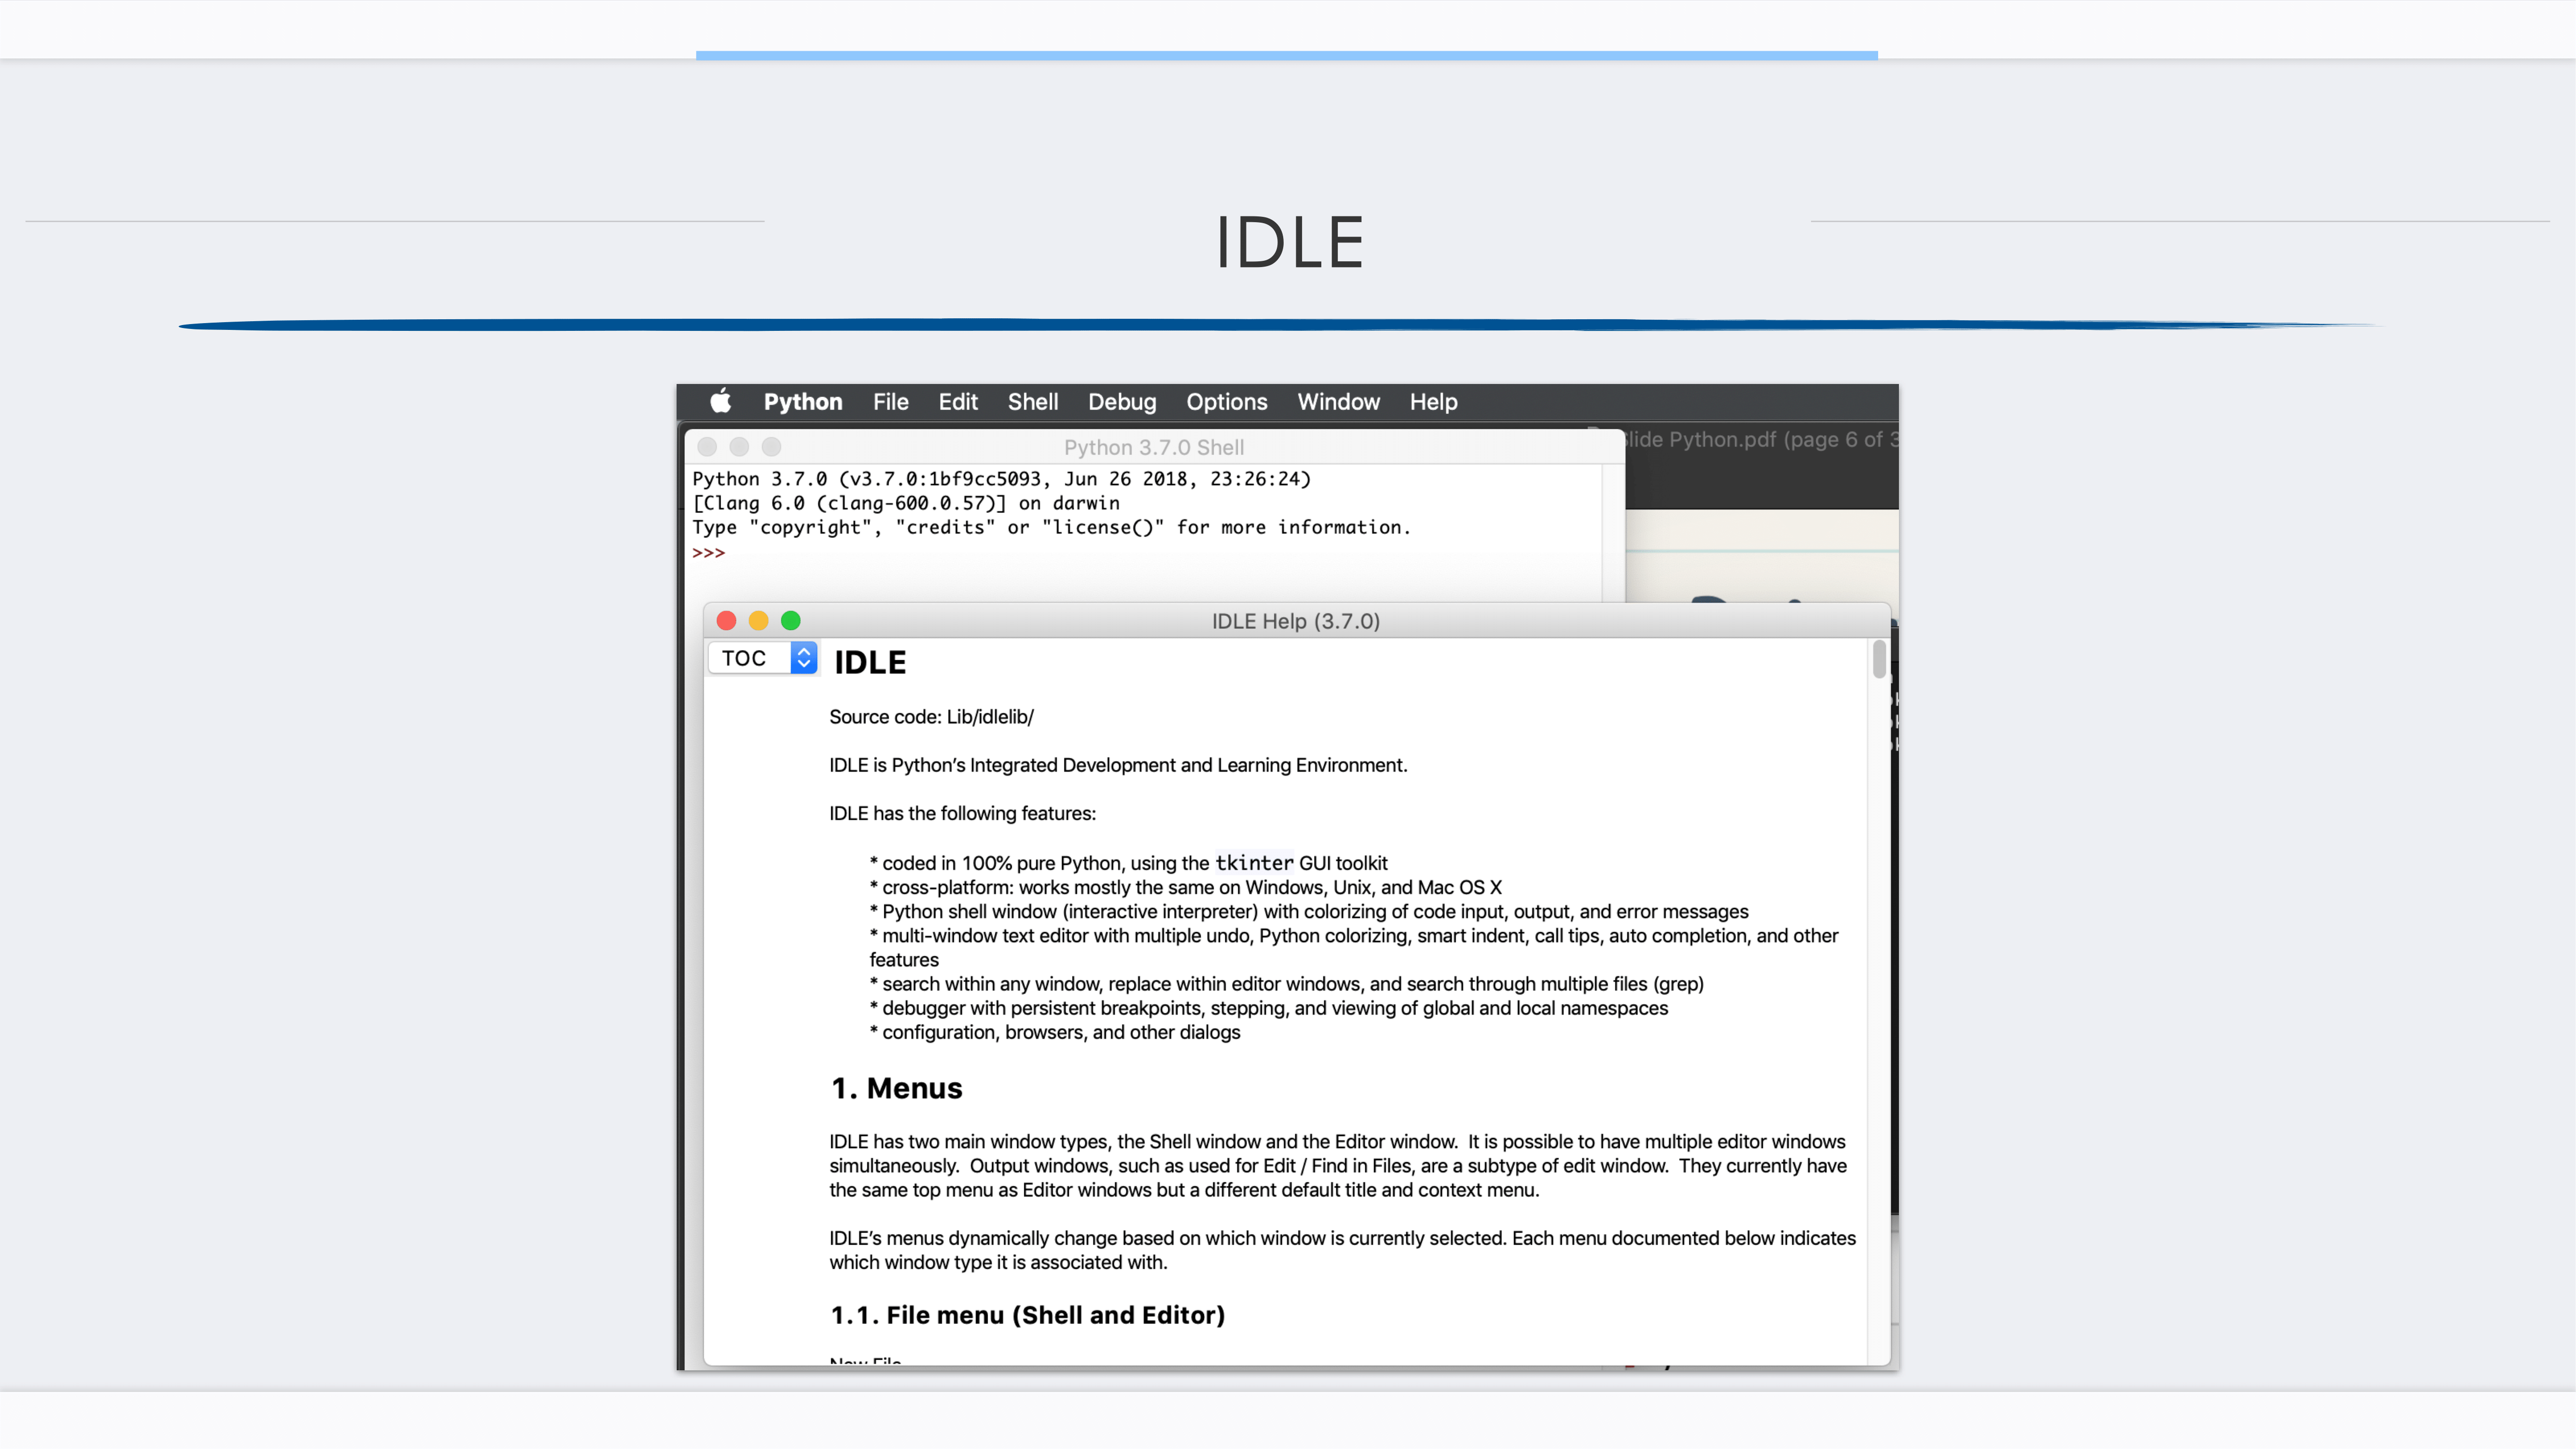 IDLE
Python File Edit Shell Debug Options Window Help
Python.pdf (page 6 of 3
Python 3.7.0 Shell
Python 3.7.0 (v3.7.0:1bf9cc5093, Jun 26 2018, 23:26:24)
[Clang 6.0 (clang-600.0.57)] on darwin
Type "copyright", "credits" or "license()" for more information.
>>>
IDLE Help (3.7.0)
TOC
IDLE
Source code: Lib/idlelib/
IDLE is Python’s Integrated Development and Learning Environment.
IDLE has the following features:
* coded in 100% pure Python, using the tkinter GUI toolkit
* cross-platform: works mostly the same on Windows, Unix, and Mac OS X
* Python shell window (interactive interpreter) with colorizing of code input, output, and error messages
* multi-window text editor with multiple undo, Python colorizing, smart indent, call tips, auto completion, and other
features
* search within any window, replace within editor windows, and search through multiple files (grep)
* debugger with persistent breakpoints, stepping, and viewing of global and local namespaces
* configuration, browsers, and other dialogs
1. Menus
IDLE has two main window types, the Shell window and the Editor window.  It is possible to have multiple editor windows
simultaneously.  Output windows, such as used for Edit / Find in Files, are a subtype of edit window.  They currently have
the same top menu as Editor windows but a different default title and context menu.
IDLE’s menus dynamically change based on which window is currently selected. Each menu documented below indicates
which window type it is associated with.
1.1. File menu (Shell and Editor)
New File